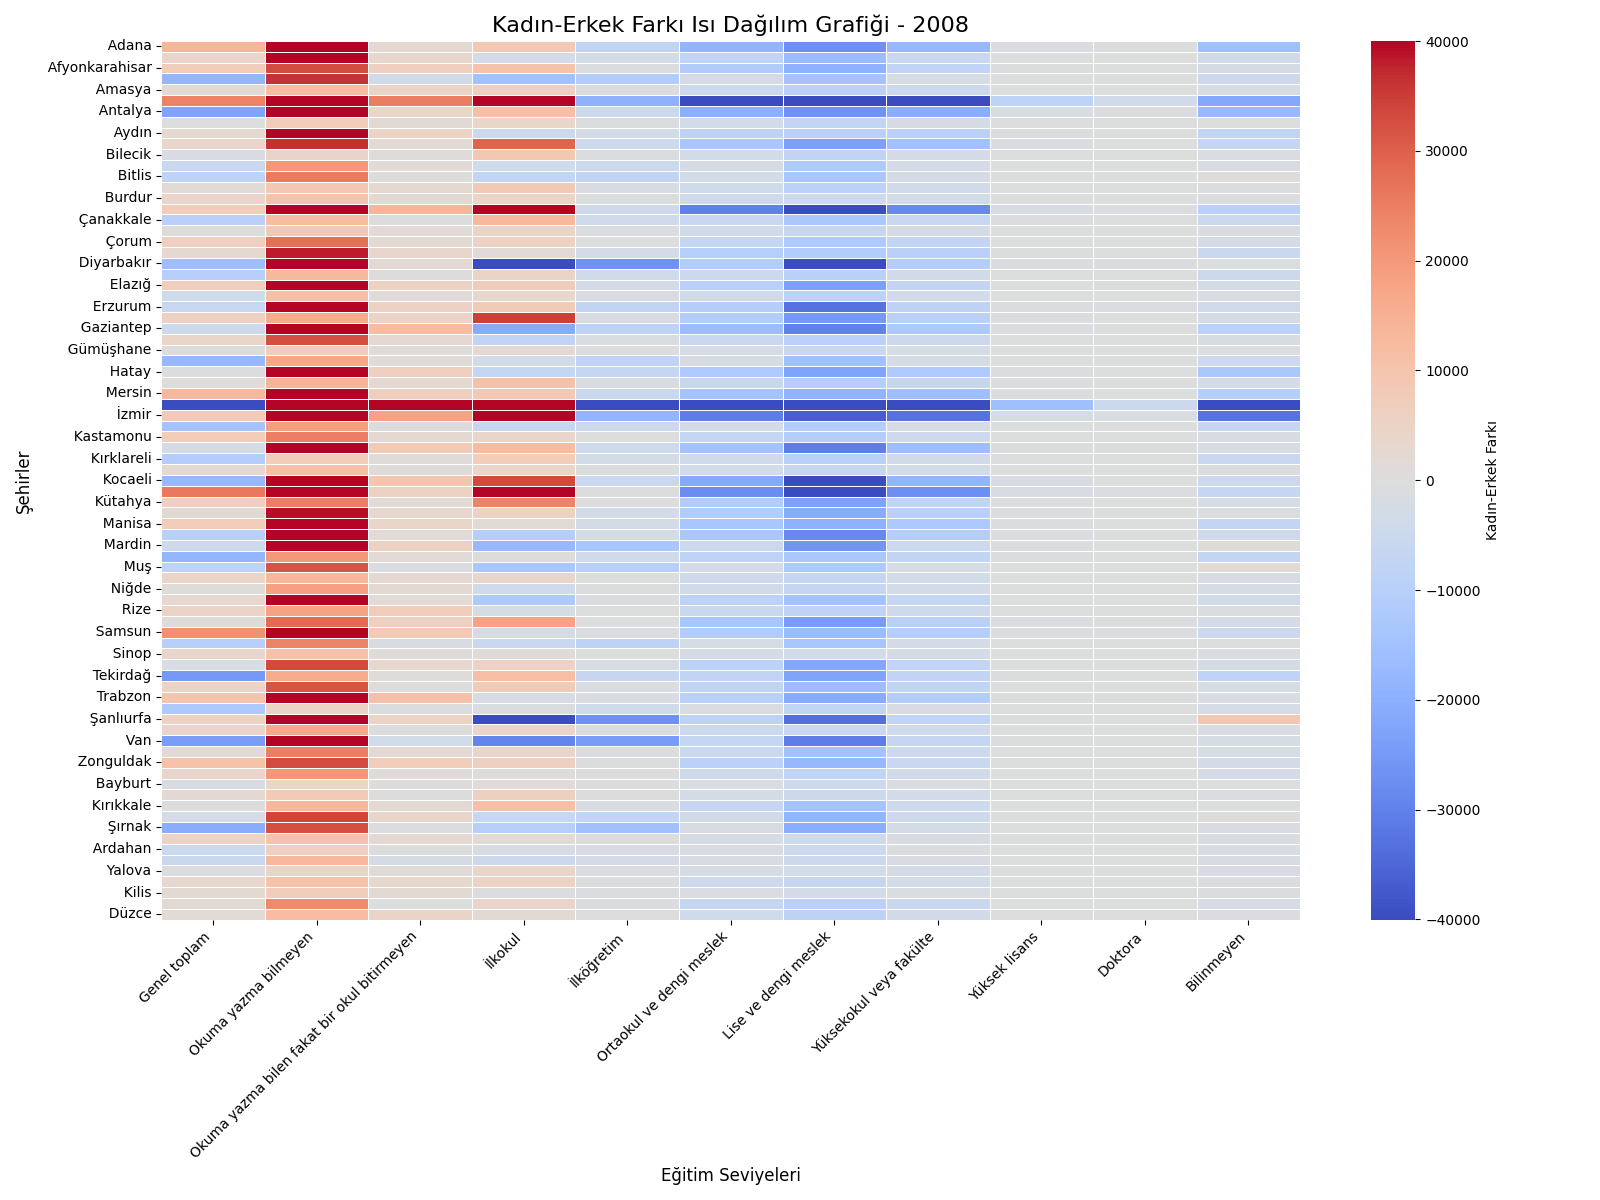 Kadın-Erkek Farkı Isı Dağılım Grafiği - 2008
Şehirler
Adana
Afyonkarahisar
Amasya
Antalya
Aydın
Bilecik
Bitlis
Burdur
Çanakkale
Çorum
Diyarbakır
Elazığ
Erzurum
Gaziantep
Gümüşhane
Hatay
Mersin
İzmir
Kastamonu
Kırklareli
Kocaeli
Kütahya
Manisa
Mardin
Muş
Niğde
Rize
Samsun
Sinop
Tekirdağ
Trabzon
Şanlıurfa
Van
Zonguldak
Bayburt
Kırıkkale
Şırnak
Ardahan
Yalova
Kilis
Düzce
Genel toplam
Okuma yazma bilmeyen
Okuma yazma bilen fakat bir okul bitirmeyen
İlkokul
İlköğretim
Ortaokul ve dengi meslek
Lise ve dengi meslek
Yüksekokul veya fakülte
Yüksek lisans
Doktora
Bilinmeyen
Eğitim Seviyeleri
40000
30000
20000
10000
0
−10000
−20000
−30000
−40000
Kadın-Erkek Farkı